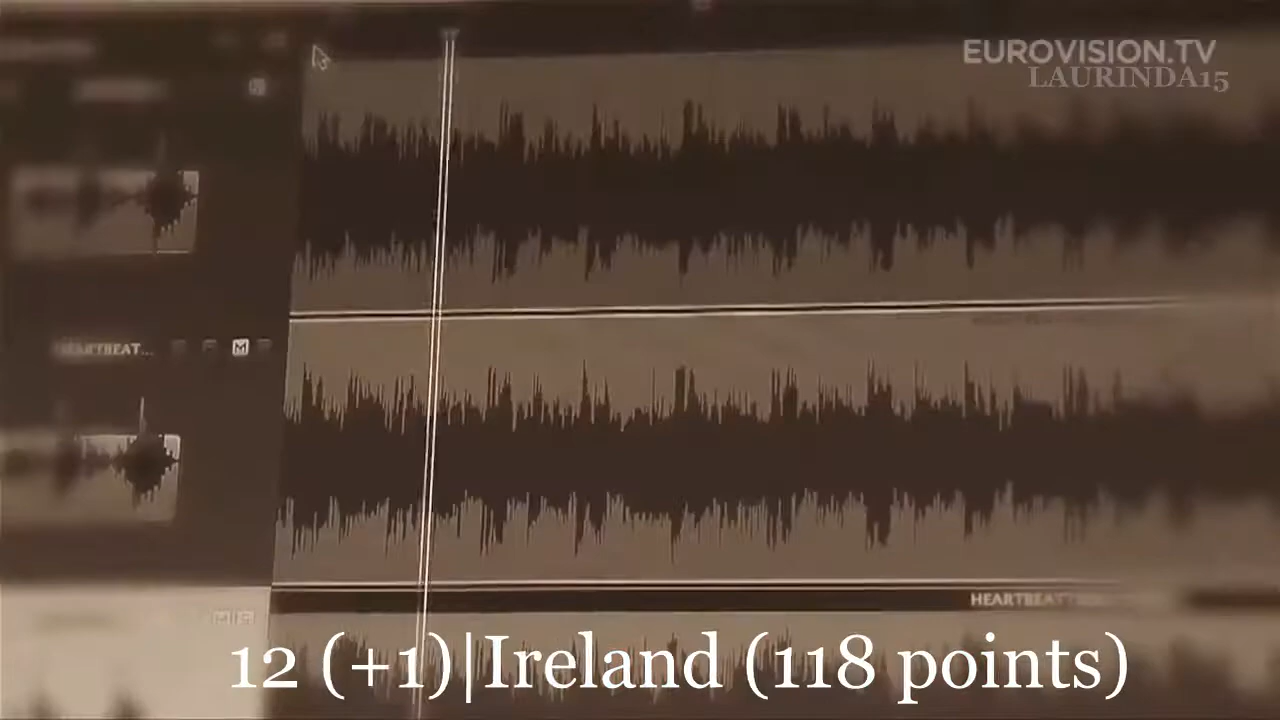 EUROVISION.TV
LAURINDA15
HEARTBEAT...
M
HEARTBEAT
12 (+1)|Ireland (118 points)